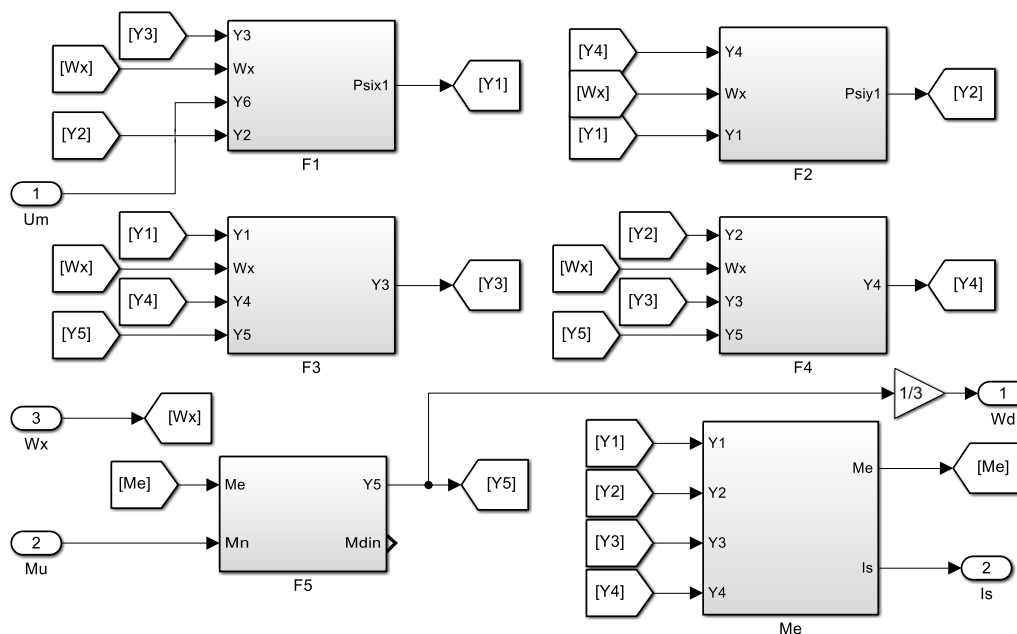 [Y3]
Y3
[Wx]
Wx
Y6
[Y2]
Y2
Psix1
[Y1]
F1
1
Um
[Y4]
Y4
[Wx]
Wx
[Y1]
Y1
Psiy1
[Y2]
F2
[Y1]
Y1
[Wx]
Wx
[Y4]
Y4
[Y5]
Y5
Y3
[Y3]
F3
[Y2]
Y2
[Wx]
Wx
[Y3]
Y3
[Y5]
Y5
Y4
[Y4]
F4
3
Wx
[Wx]
1/3
1
Wd
[Me]
Me
Y5
[Y5]
2
Mu
Mn
Mdin
F5
[Y1]
Y1
[Y2]
Y2
[Y3]
Y3
[Y4]
Y4
Me
[Me]
Is
2
Is
Me